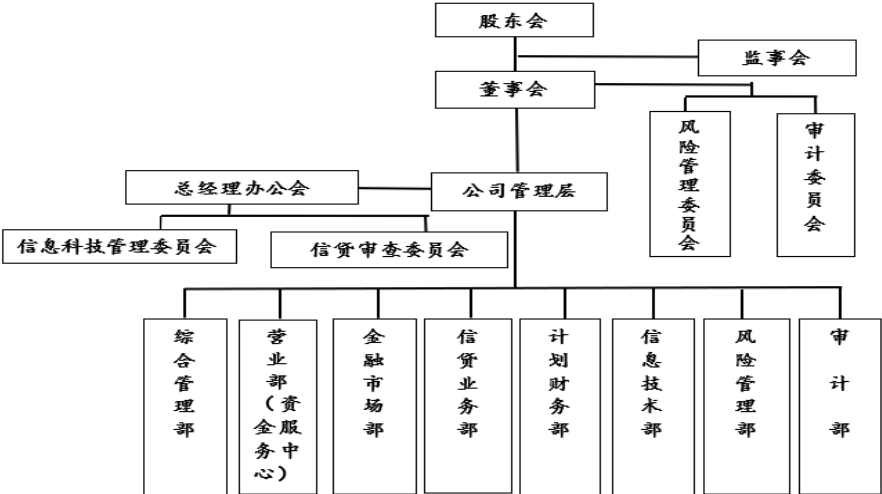 股东会
监事会
董事会
风险管理委员会
审计委员会
总经理办公会
公司管理层
信息科技管理委员会
信贷审查委员会
综合管理部
营业部（资金服务中心）
金融市场部
信贷业务部
计划财务部
信息技术部
风险管理部
审计部